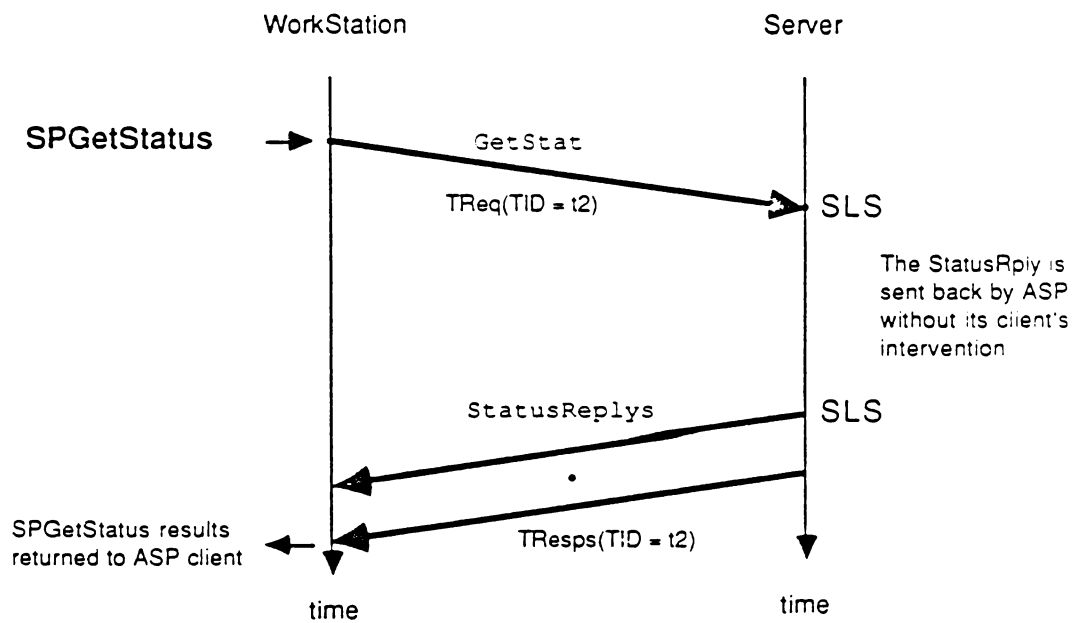 WorkStation
Server
SPGetStatus
GetStat
TReq(TID = t2)
SLS
The StatusRply is
sent back by ASP
without its client's
intervention
StatusReplys
SLS
SPGetStatus results
returned to ASP client
TResps(TID = t2)
time
time